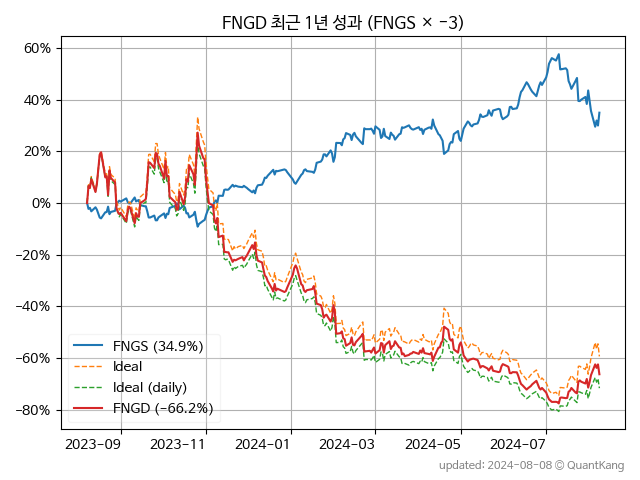 FNGD 최근 1년 성과 (FNGS × −3)
60%
40%
20%
0%
−20%
−40%
−60%
−80%
FNGS (34.9%)
Ideal
Ideal (daily)
FNGD (−66.2%)
2023-09 2023-11 2024-01 2024-03 2024-05 2024-07
updated: 2024-08-08 © QuantKang